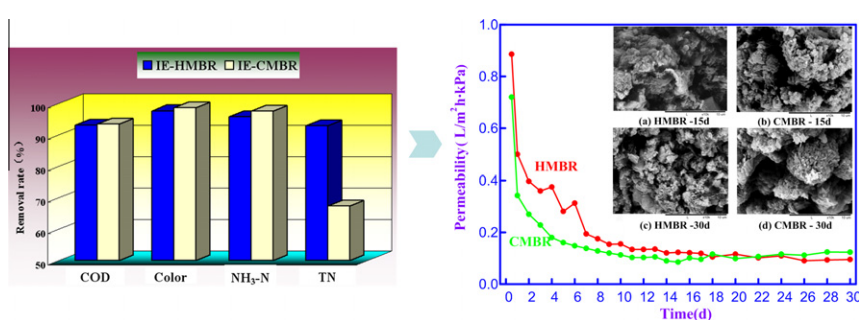 IE-HMBR IE-CMBR
Removal rate (%)
100
90
80
70
60
50
COD Color NH3-N TN
Permeability( L/m²h·kPa)
1.0
0.8
0.6
0.4
0.2
0.0
HMBR
CMBR
(a) HMBR -15d (b) CMBR - 15d
(c) HMBR -30d (d) CMBR - 30d
0 2 4 6 8 10 12 14 16 18 20 22 24 26 28 30
Time(d)